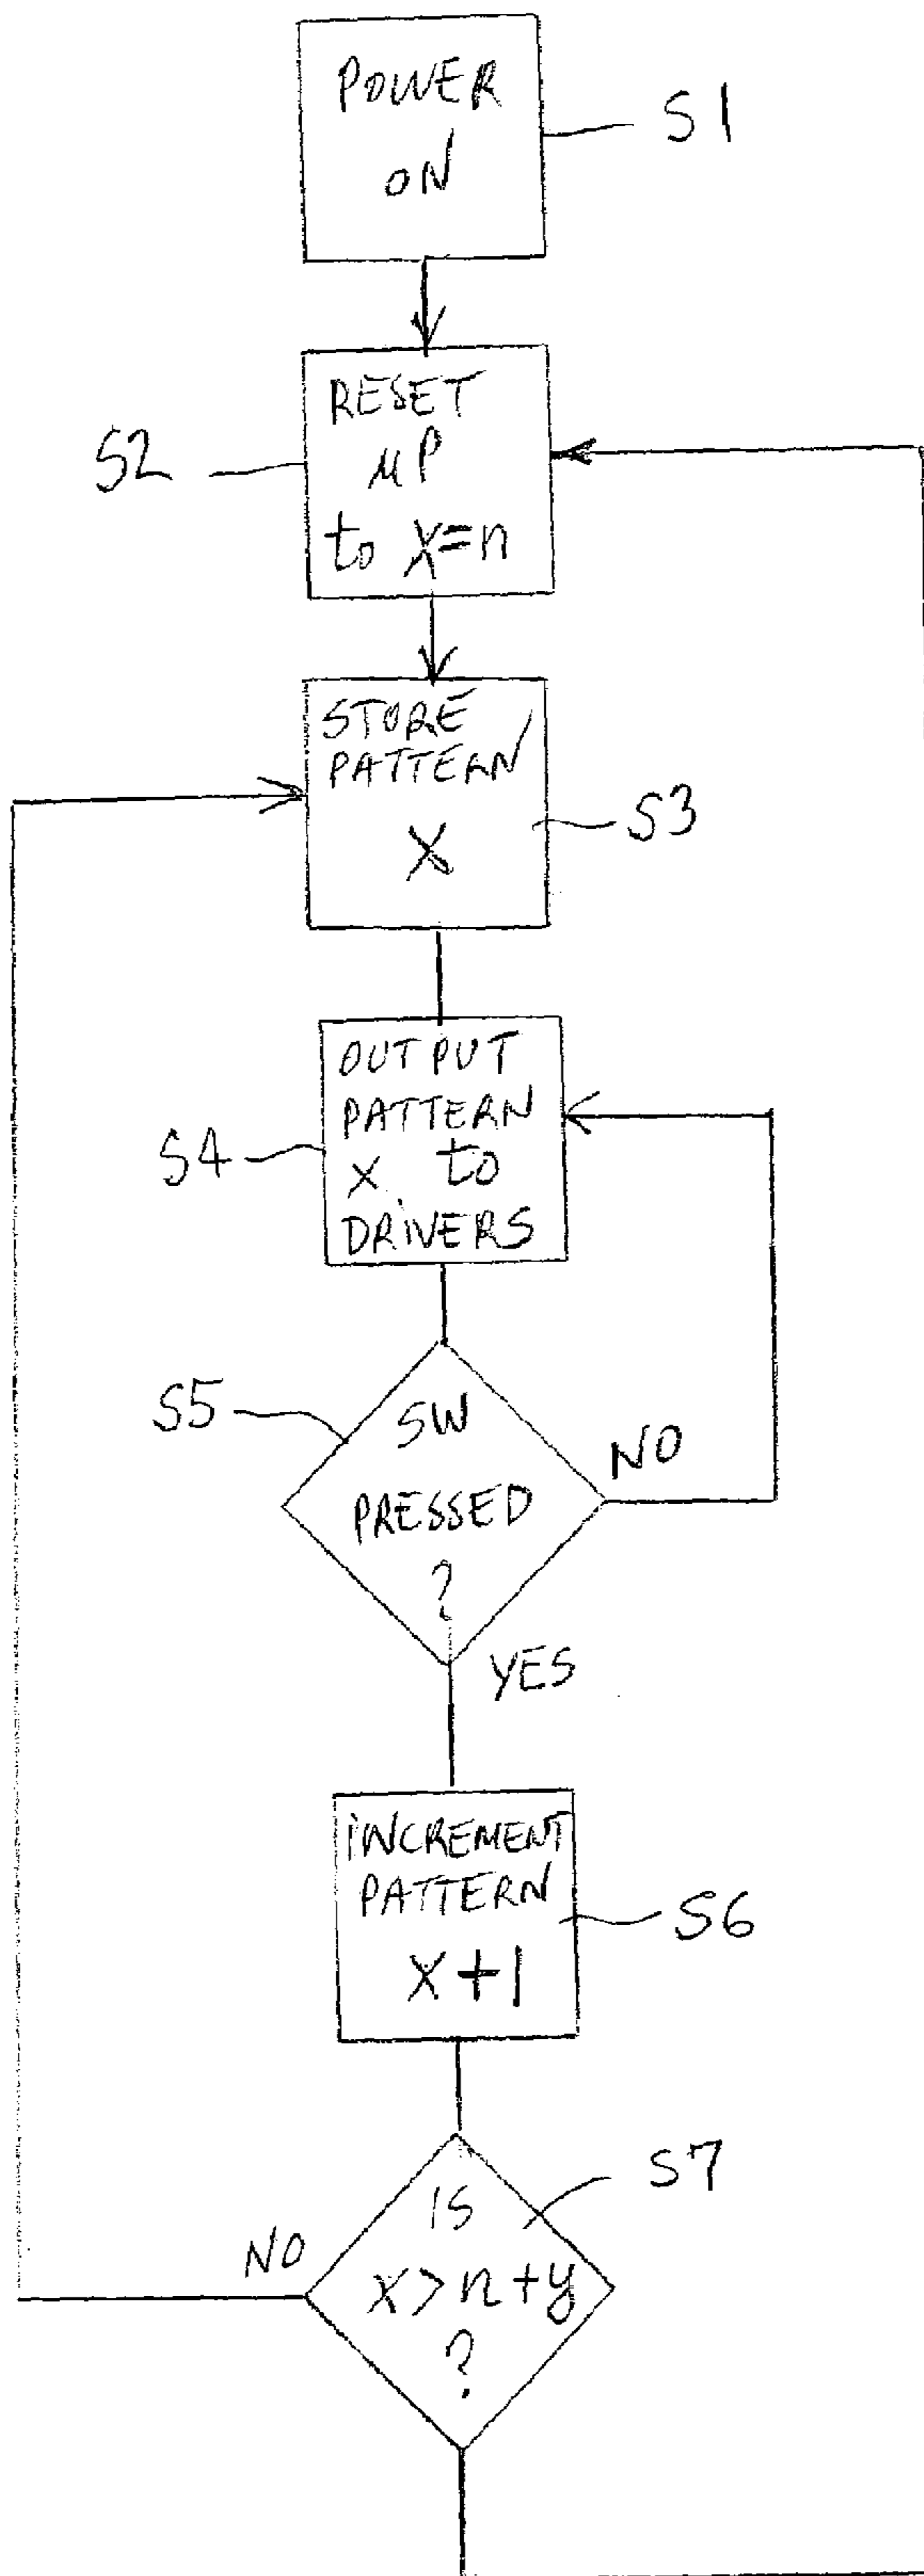 POWER
ON
S1
RESET
μP
to X=n
S2
STORE
PATTERN
X
S3
OUTPUT
PATTERN
X to
DRiVERS
S4
SW
PRESSED
?
S5
NO
YES
iNCREMENT
PATTERN
X+1
S6
IS
X>n+y
?
S7
NO